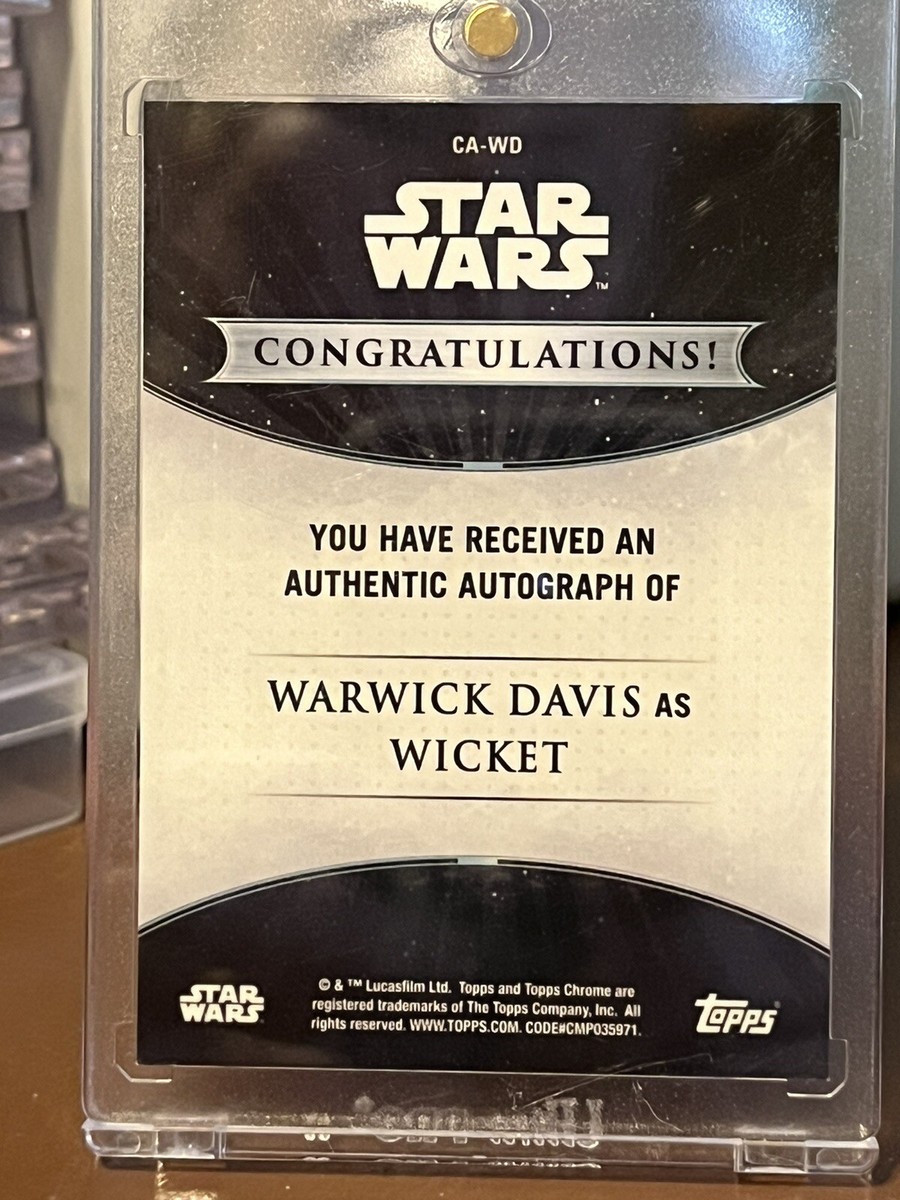 CA-WD
STAR
WARS™
CONGRATULATIONS!
YOU HAVE RECEIVED AN
AUTHENTIC AUTOGRAPH OF
WARWICK DAVIS AS
WICKET
© & ™ Lucasfilm Ltd. Topps and Topps Chrome are
registered trademarks of The Topps Company, Inc. All
rights reserved. WWW.TOPPS.COM. CODE#CMP035971.
STAR
WARS
Topps®